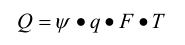 Q = ψ • q • F • T